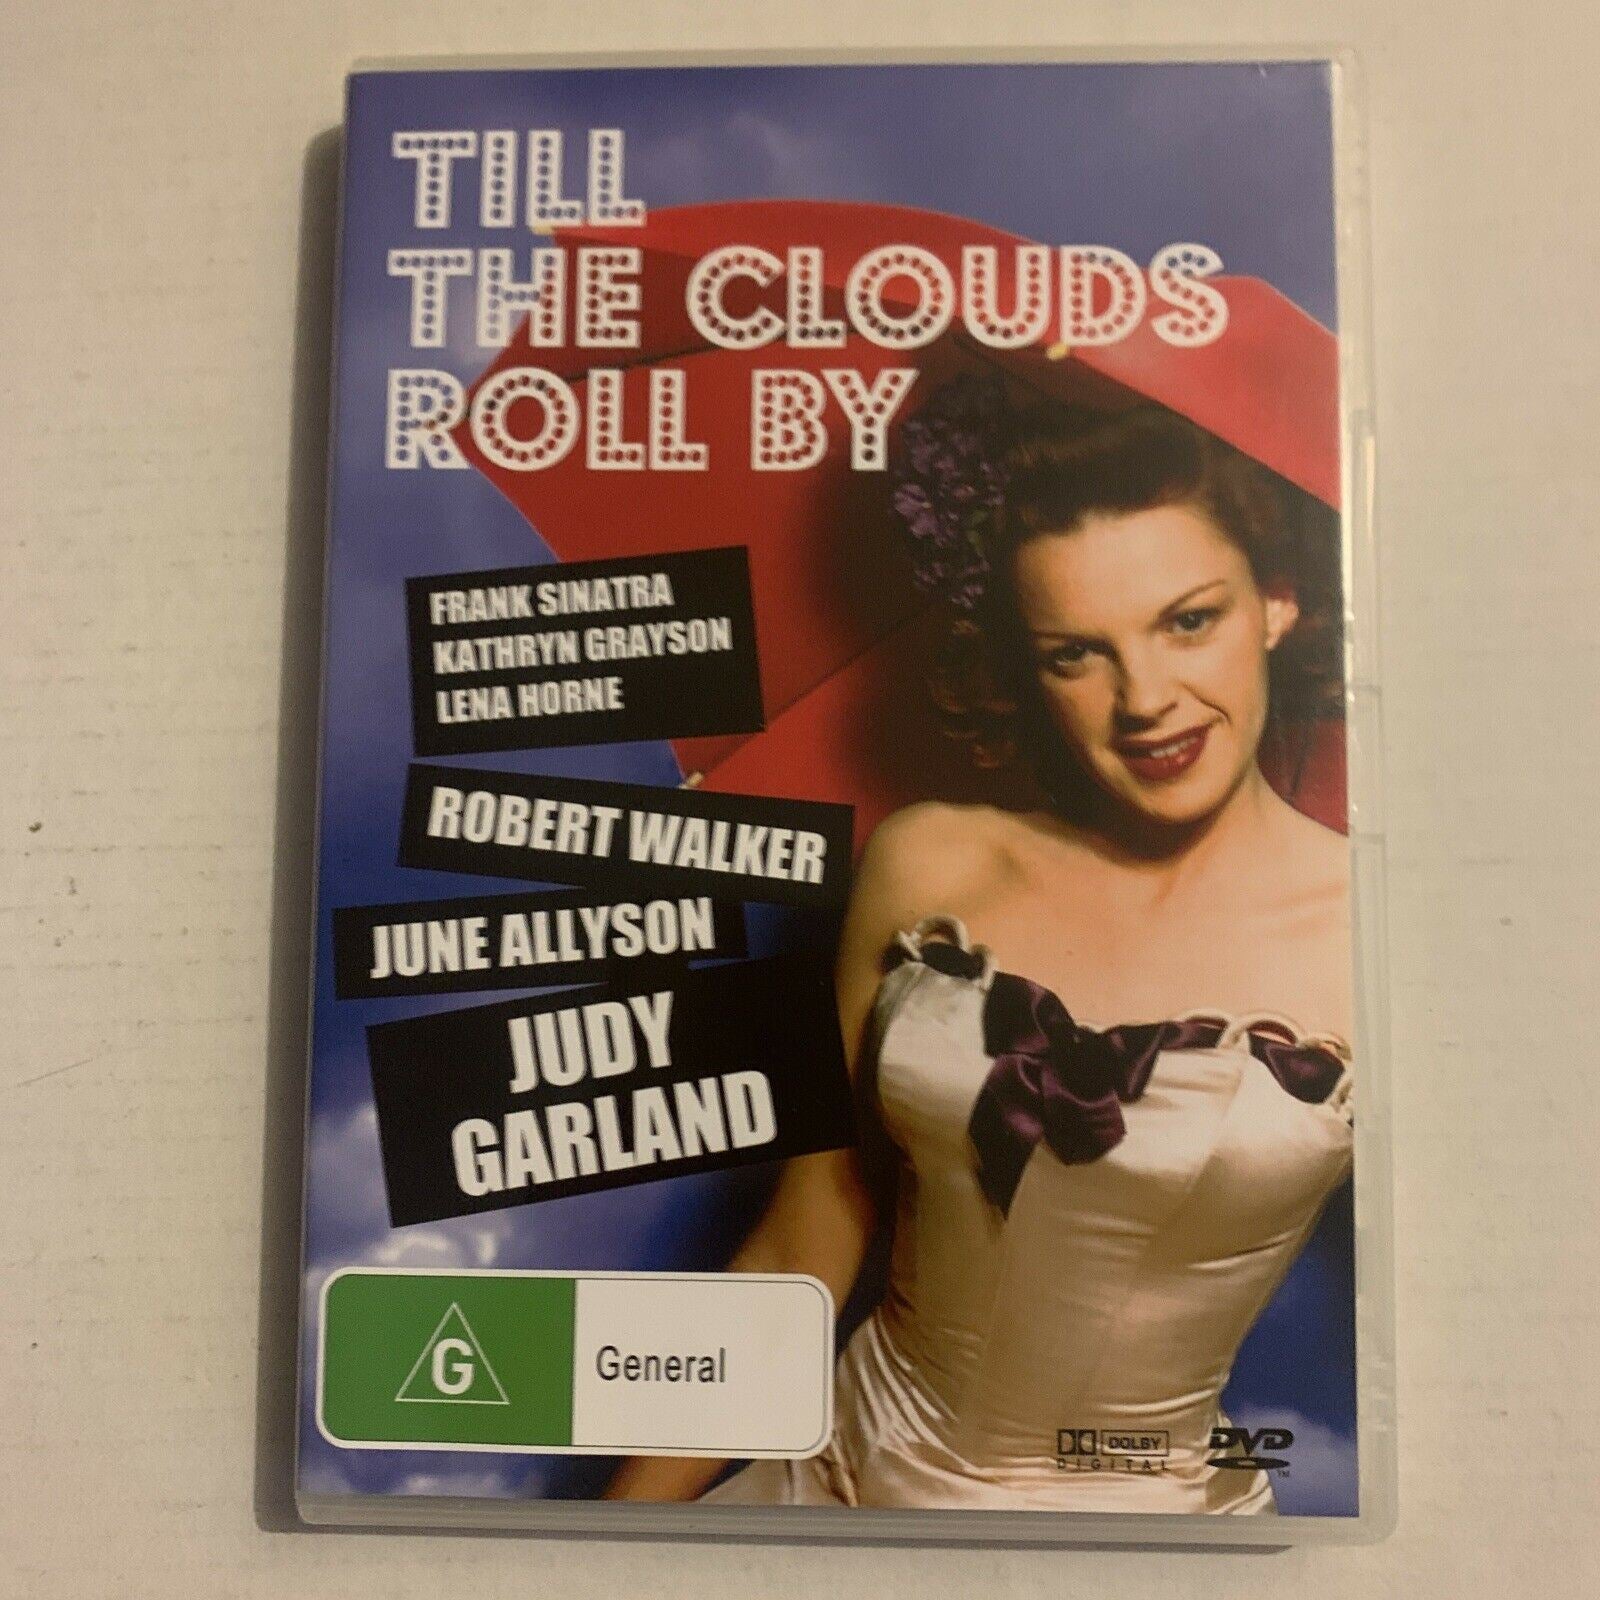 TILL
THE CLOUDS
ROLL BY
FRANK SINATRA
KATHRYN GRAYSON
LENA HORNE
ROBERT WALKER
JUNE ALLYSON
JUDY
GARLAND
G
General
DOLBY
DIGITAL
DVD
TM